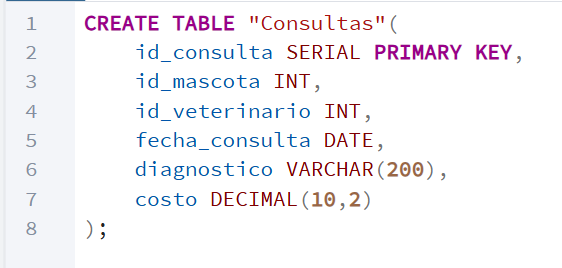 1 CREATE TABLE "Consultas"(
2 id_consulta SERIAL PRIMARY KEY,
3 id_mascota INT,
4 id_veterinario INT,
5 fecha_consulta DATE,
6 diagnostico VARCHAR(200),
7 costo DECIMAL(10,2)
8 );